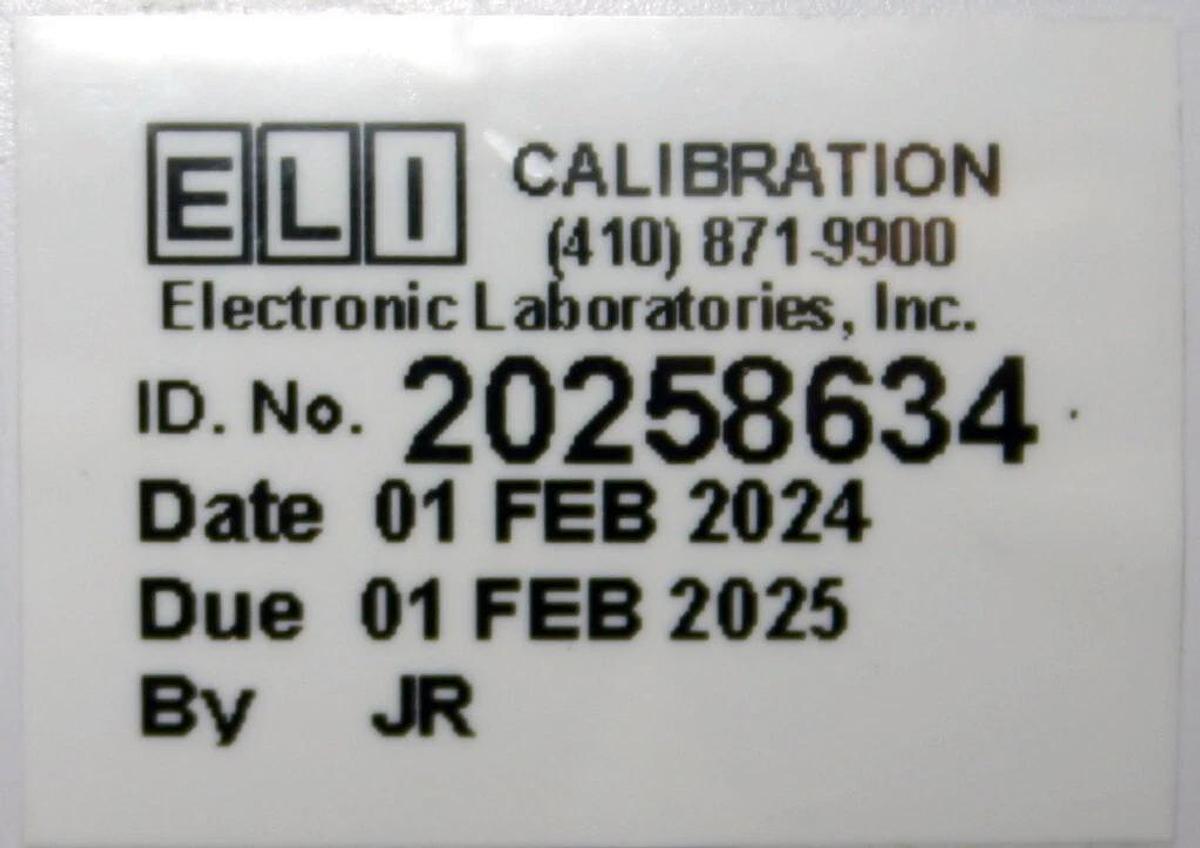 ELI CALIBRATION
(410) 871-9900
Electronic Laboratories, Inc.
ID. No. 20258634
Date 01 FEB 2024
Due 01 FEB 2025
By JR